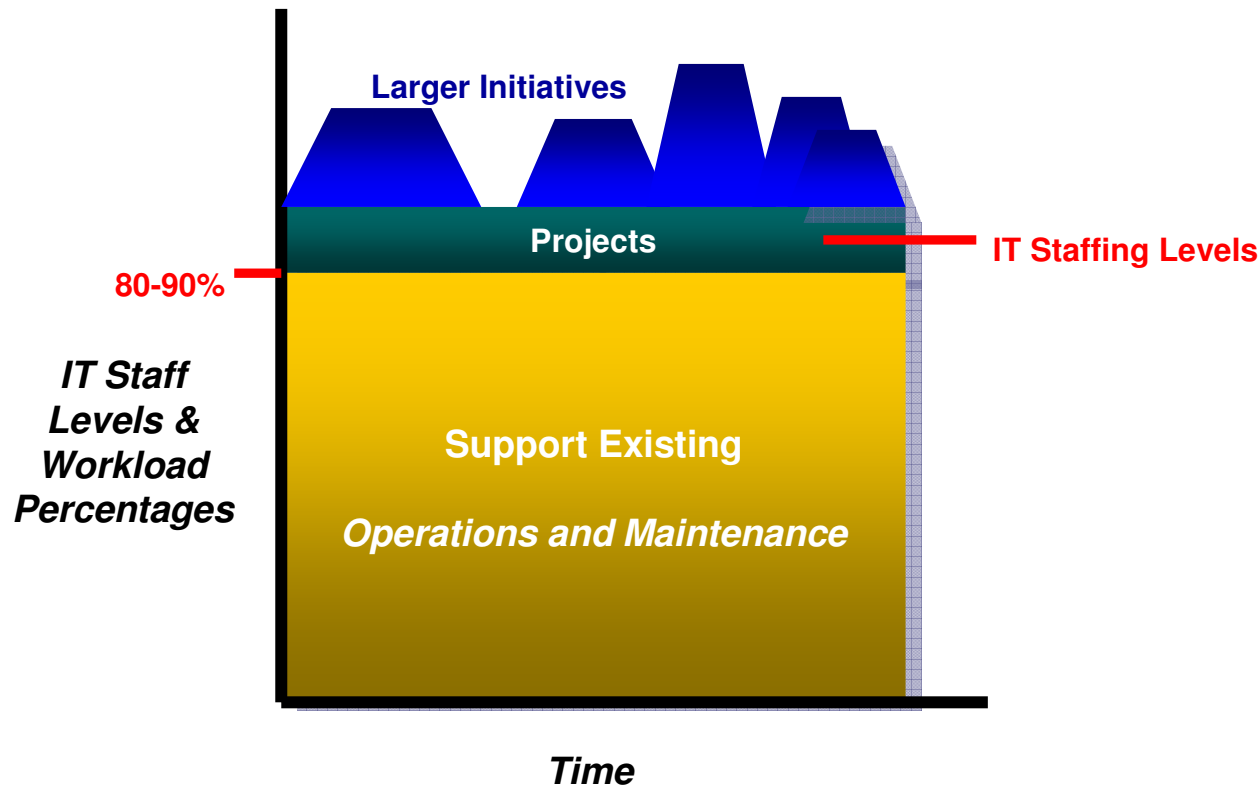 Larger Initiatives
Projects
IT Staffing Levels
80-90%
IT Staff
Levels &
Workload
Percentages
Support Existing
Operations and Maintenance
Time